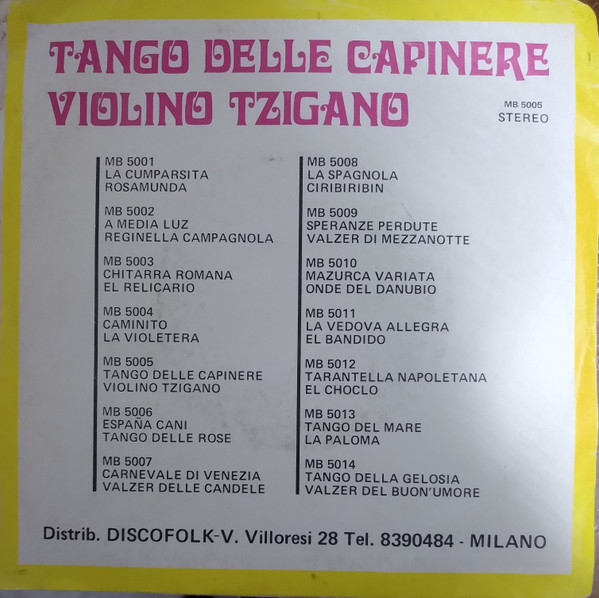 TANGO DELLE CAPINERE
VIOLINO TZIGANO
MB 5005
STEREO
MB 5001
LA CUMPARSITA
ROSAMUNDA
MB 5002
A MEDIA LUZ
REGINELLA CAMPAGNOLA
MB 5003
CHITARRA ROMANA
EL RELICARIO
MB 5004
CAMINITO
LA VIOLETERA
MB 5005
TANGO DELLE CAPINERE
VIOLINO TZIGANO
MB 5006
ESPAÑA CANI
TANGO DELLE ROSE
MB 5007
CARNEVALE DI VENEZIA
VALZER DELLE CANDELE
MB 5008
LA SPAGNOLA
CIRIBIRIBIN
MB 5009
SPERANZE PERDUTE
VALZER DI MEZZANOTTE
MB 5010
MAZURCA VARIATA
ONDE DEL DANUBIO
MB 5011
LA VEDOVA ALLEGRA
EL BANDIDO
MB 5012
TARANTELLA NAPOLETANA
EL CHOCLO
MB 5013
TANGO DEL MARE
LA PALOMA
MB 5014
TANGO DELLA GELOSIA
VALZER DEL BUON'UMORE
Distrib. DISCOFOLK-V. Villoresi 28 Tel. 8390484 - MILANO